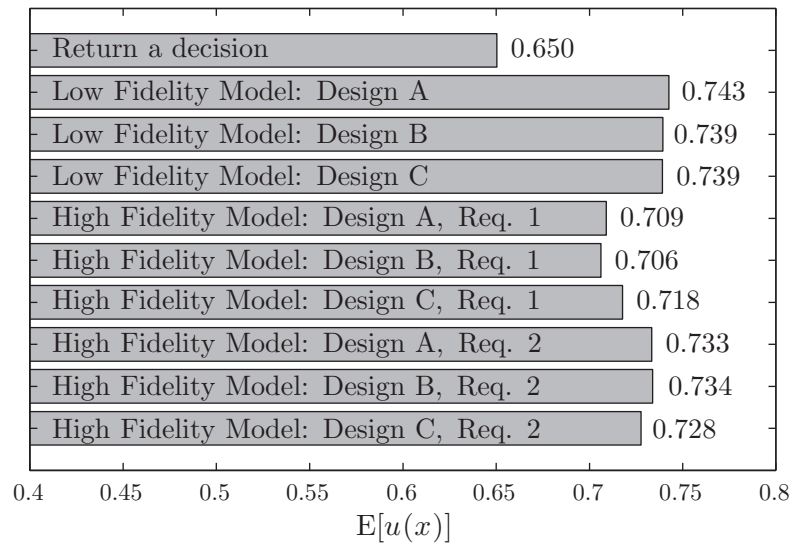 Return a decision 0.650
Low Fidelity Model: Design A 0.743
Low Fidelity Model: Design B 0.739
Low Fidelity Model: Design C 0.739
High Fidelity Model: Design A, Req. 1 0.709
High Fidelity Model: Design B, Req. 1 0.706
High Fidelity Model: Design C, Req. 1 0.718
High Fidelity Model: Design A, Req. 2 0.733
High Fidelity Model: Design B, Req. 2 0.734
High Fidelity Model: Design C, Req. 2 0.728
0.4 0.45 0.5 0.55 0.6 0.65 0.7 0.75 0.8
E[u(x)]